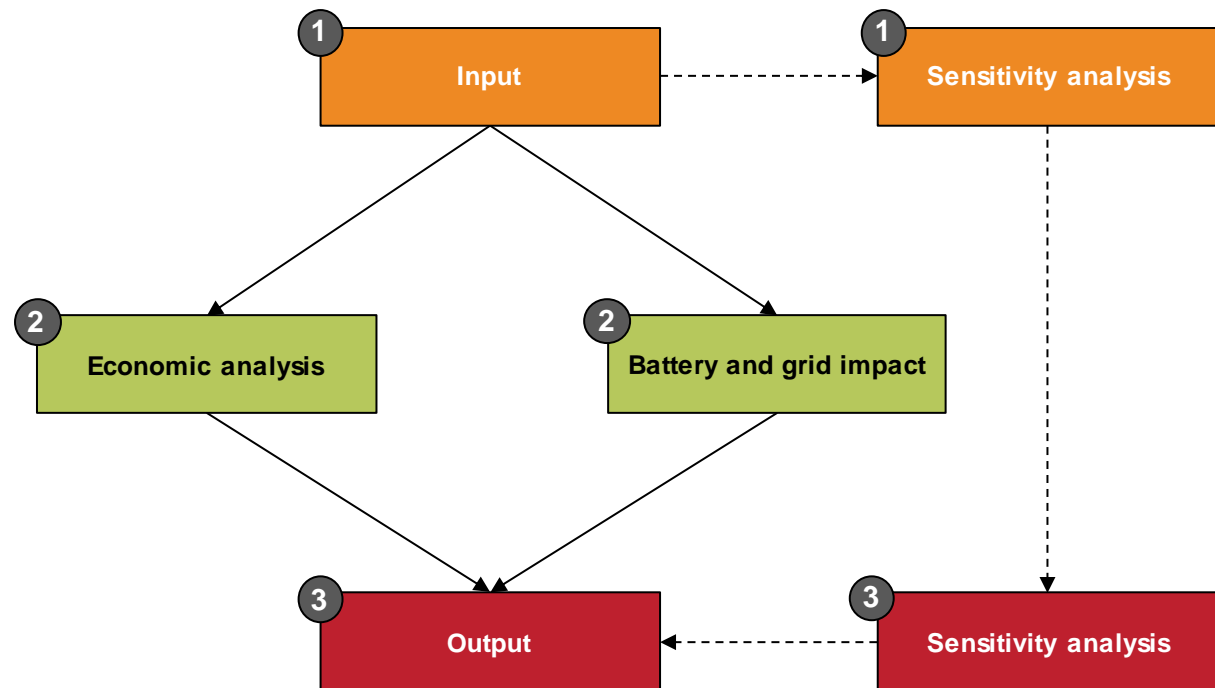 1
Input
1
Sensitivity analysis
2
Economic analysis
2
Battery and grid impact
3
Output
3
Sensitivity analysis